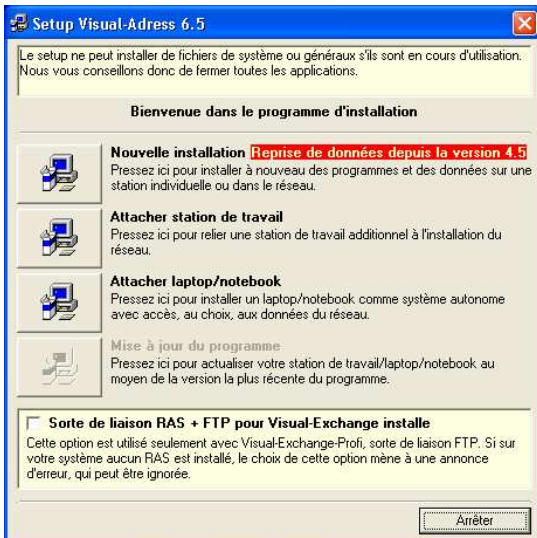 Setup Visual-Adress 6.5
Le setup ne peut installer de fichiers de système ou généraux s'ils sont en cours d'utilisation.
Nous vous conseillons donc de fermer toutes les applications.
Bienvenue dans le programme d'installation
Nouvelle installation Reprise de données depuis la version 4.5
Pressez ici pour installer à nouveau des programmes et des données sur une
station individuelle ou dans le réseau.
Attacher station de travail
Pressez ici pour relier une station de travail additionnel à l'installation du
réseau.
Attacher laptop/notebook
Pressez ici pour installer un laptop/notebook comme système autonome
avec accès, au choix, aux données du réseau.
Mise à jour du programme
Pressez ici pour actualiser votre station de travail/laptop/notebook au
moyen de la version la plus récente du programme.
Sorte de liaison RAS + FTP pour Visual-Exchange installe
Cette option est utilisé seulement avec Visual-Exchange-Profi, sorte de liaison FTP. Si sur
votre système aucun RAS est installé, le choix de cette option mène à une annonce
d'erreur, qui peut être ignorée.
Arrêter